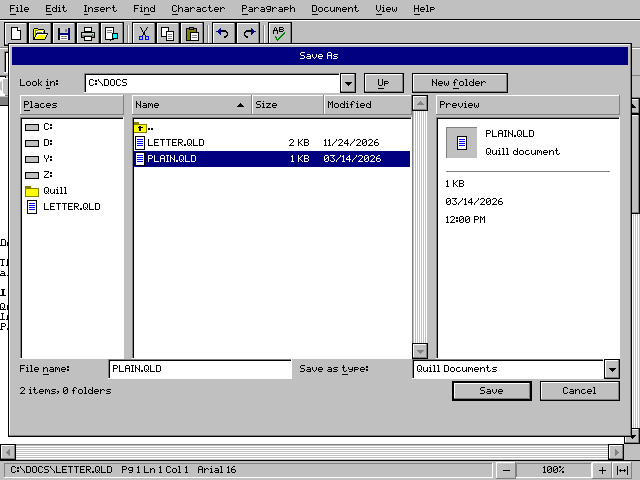 File Edit Insert Find Character Paragraph Document View Help
Save As
Look in: C:\DOCS Up New folder
Places Name Size Modified Preview
C:
D:
Y:
Z:
Quill
LETTER.QLD
..
LETTER.QLD 2 KB 11/24/2026
PLAIN.QLD 1 KB 03/14/2026
PLAIN.QLD
Quill document
1 KB
03/14/2026
12:00 PM
File name: PLAIN.QLD Save as type: Quill Documents
2 items, 0 folders Save Cancel
C:\DOCS\LETTER.QLD Pg 1 Ln 1 Col 1 Arial 16 100%